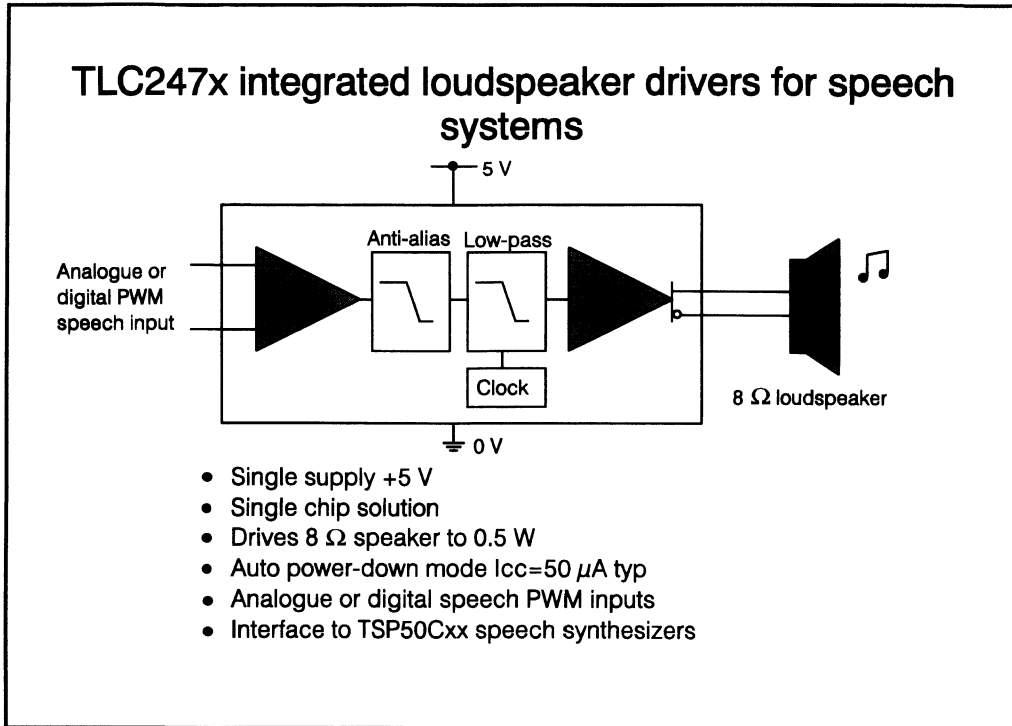 TLC247x integrated loudspeaker drivers for speech
systems
5 V
Anti-alias
Low-pass
Analogue or
digital PWM
speech input
Clock
8 Ω loudspeaker
0 V
• Single supply +5 V
• Single chip solution
• Drives 8 Ω speaker to 0.5 W
• Auto power-down mode Icc=50 μA typ
• Analogue or digital speech PWM inputs
• Interface to TSP50Cxx speech synthesizers